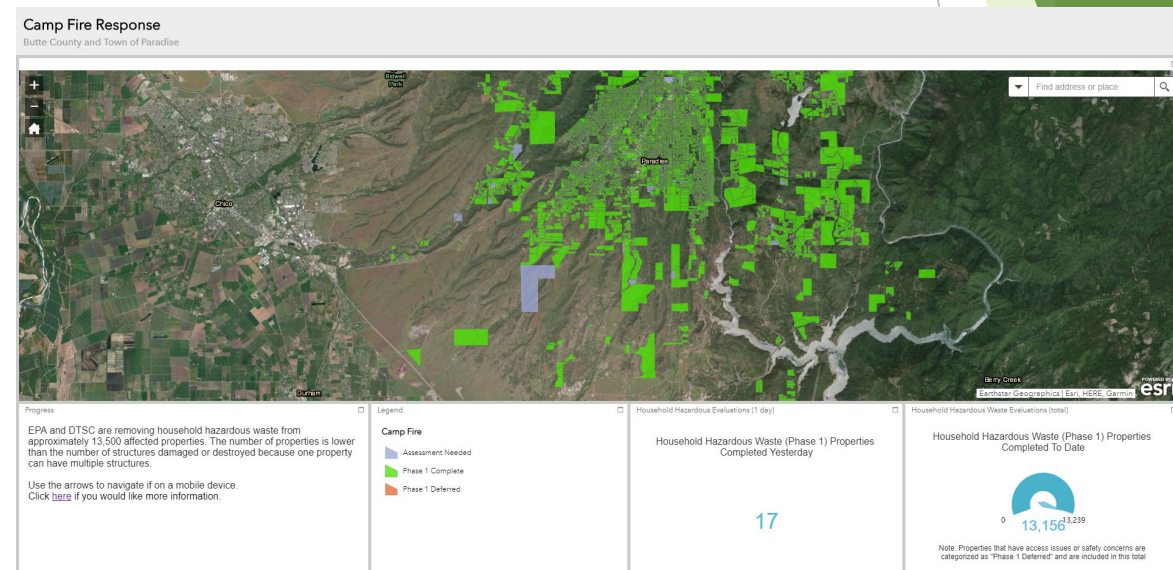 Camp Fire Response
Butte County and Town of Paradise
+
Bidwell
Park
Find address or place
−
Paradise
Chico
Berry Creek
Durham
POWERED BY
esri
Earthstar Geographics | Esri, HERE, Garmin
Progress
EPA and DTSC are removing household hazardous waste from
approximately 13,500 affected properties. The number of properties is lower
than the number of structures damaged or destroyed because one property
can have multiple structures.
Use the arrows to navigate if on a mobile device.
Click here if you would like more information.
Legend
Camp Fire
Assessment Needed
Phase 1 Complete
Phase 1 Deferred
Household Hazardous Evaluations (1 day)
Household Hazardous Waste (Phase 1) Properties
Completed Yesterday
17
Household Hazardous Waste Evaluations (total)
Household Hazardous Waste (Phase 1) Properties
Completed To Date
0
13,156
13,239
Note: Properties that have access issues or safety concerns are
categorized as "Phase 1 Deferred" and are included in this total